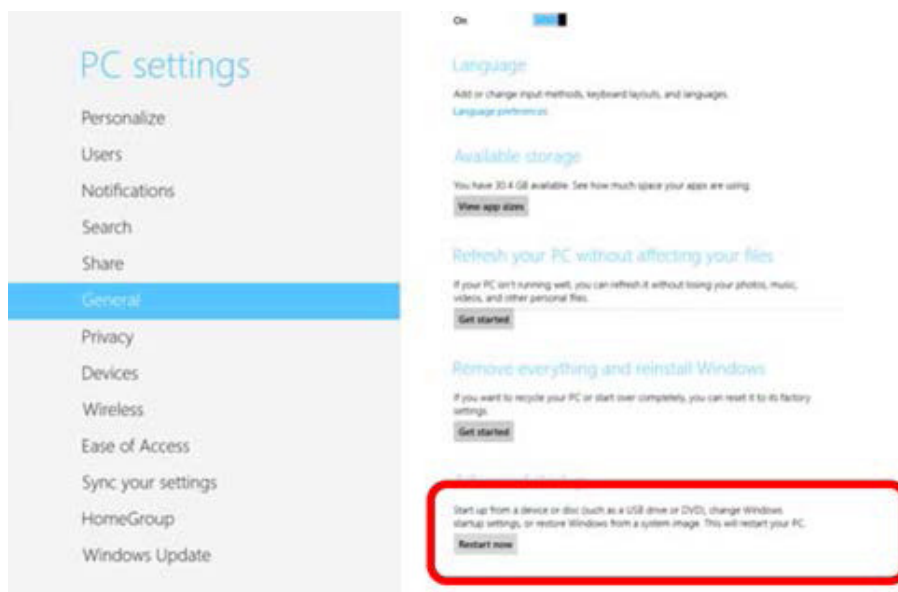 PC settings
Personalize
Users
Notifications
Search
Share
General
Privacy
Devices
Wireless
Ease of Access
Sync your settings
HomeGroup
Windows Update
On
Language
Add or change input methods, keyboard layouts, and languages.
Language preferences
Available storage
You have 30.4 GB available. See how much space your apps are using.
View app sizes
Refresh your PC without affecting your files
If your PC isn't running well, you can refresh it without losing your photos, music,
videos, and other personal files.
Get started
Remove everything and reinstall Windows
If you want to recycle your PC or start over completely, you can reset it to its factory
settings.
Get started
Start up from a device or disc (such as a USB drive or DVD), change Windows
startup settings, or restore Windows from a system image. This will restart your PC.
Restart now